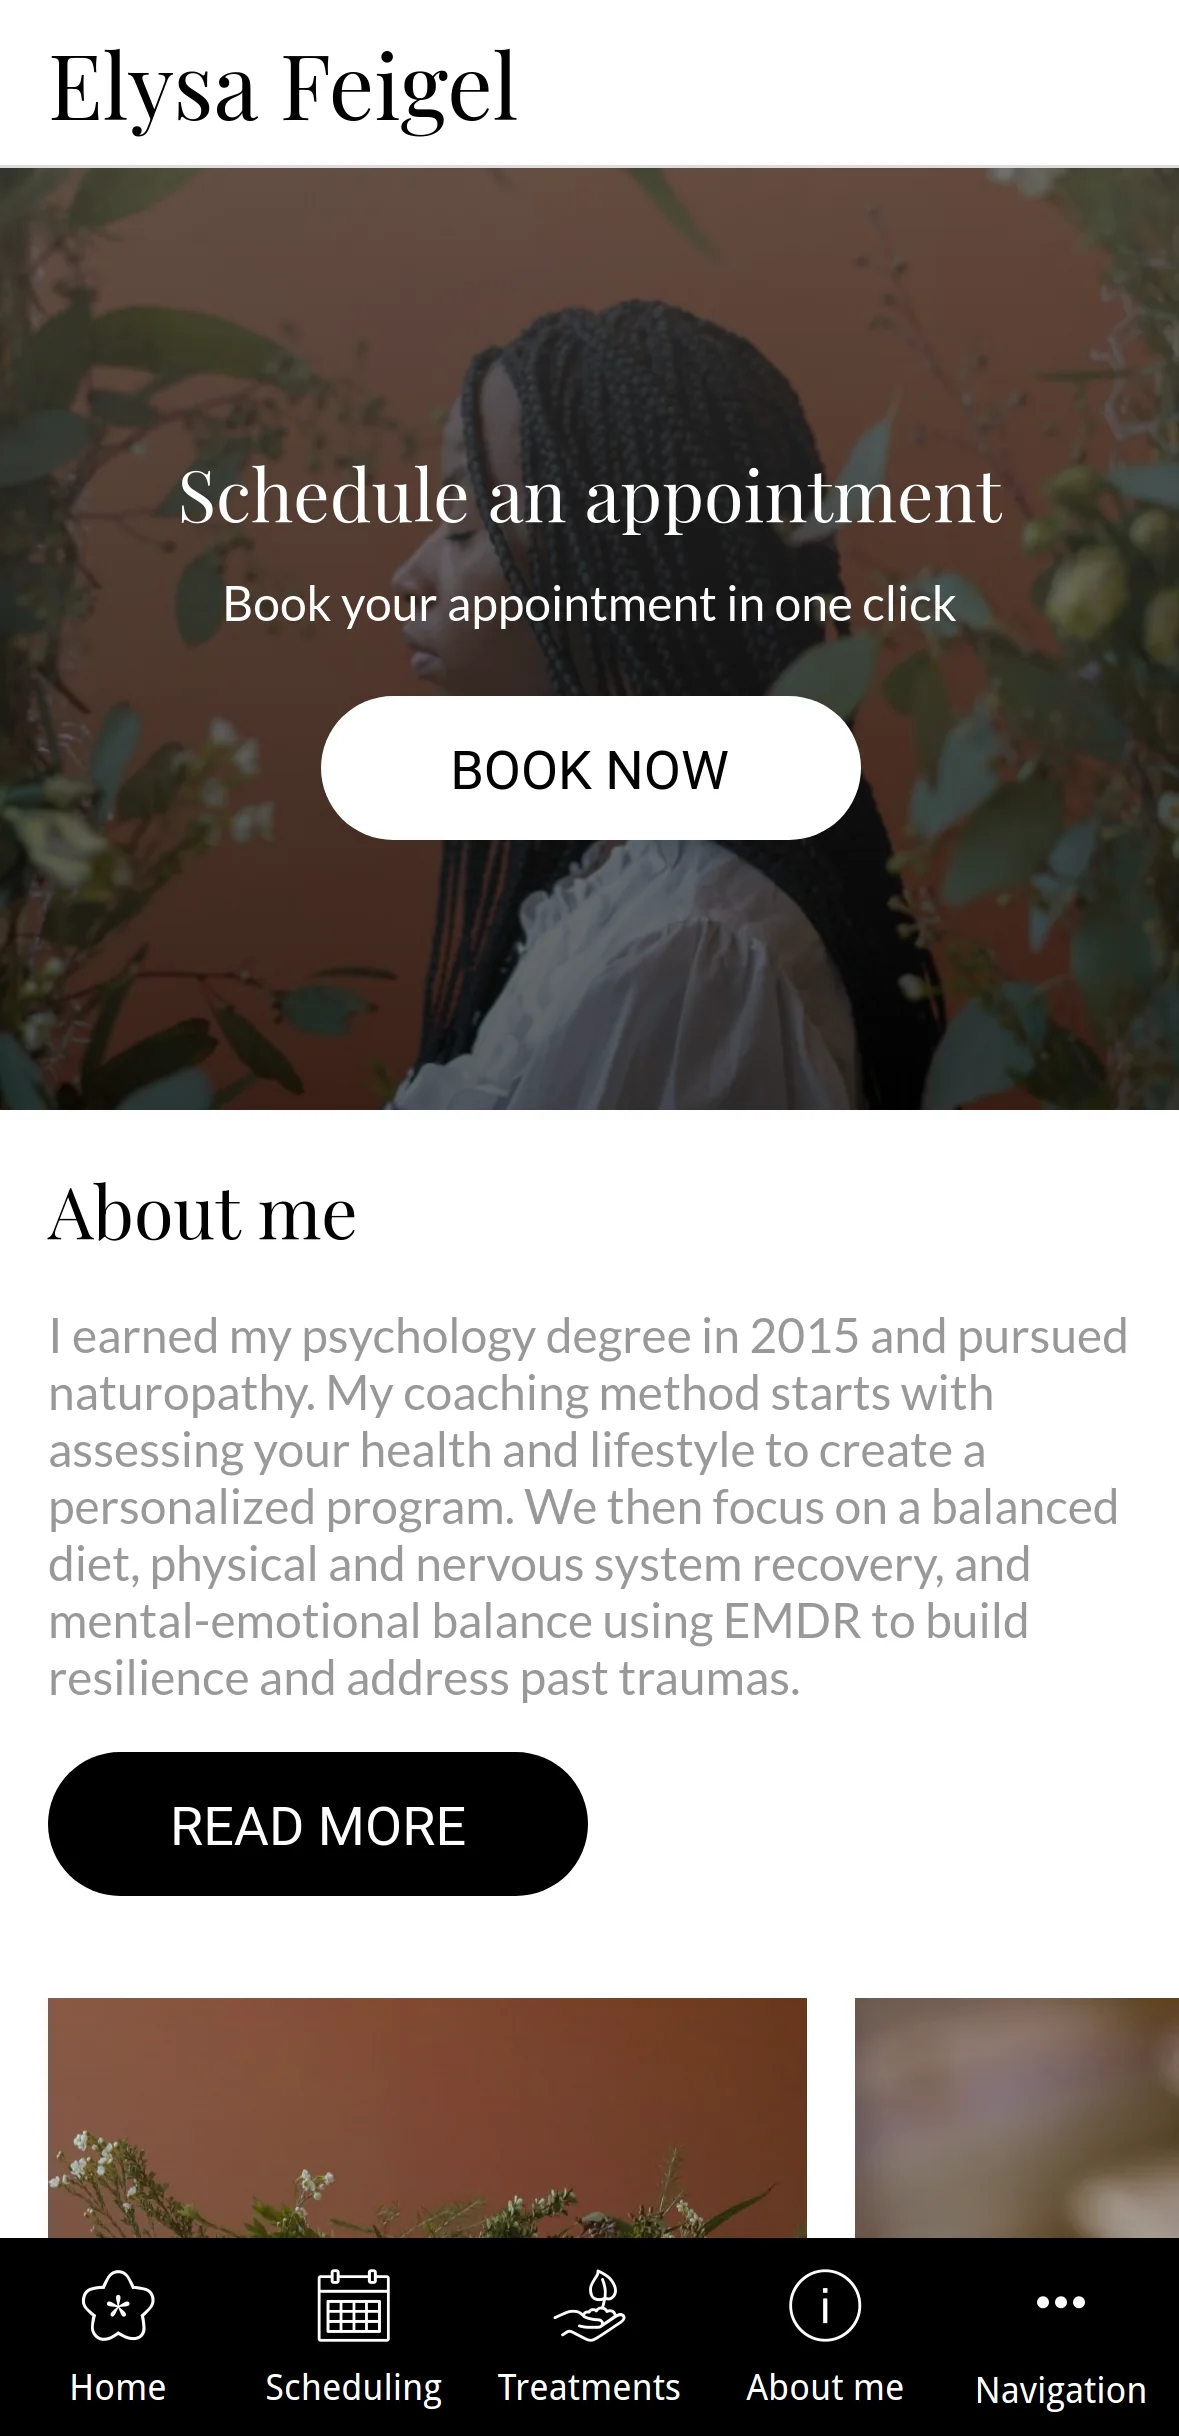 Elysa Feigel
Schedule an appointment
Book your appointment in one click
BOOK NOW
About me
I earned my psychology degree in 2015 and pursued
naturopathy. My coaching method starts with
assessing your health and lifestyle to create a
personalized program. We then focus on a balanced
diet, physical and nervous system recovery, and
mental-emotional balance using EMDR to build
resilience and address past traumas.
READ MORE
Home
Scheduling
Treatments
About me
Navigation